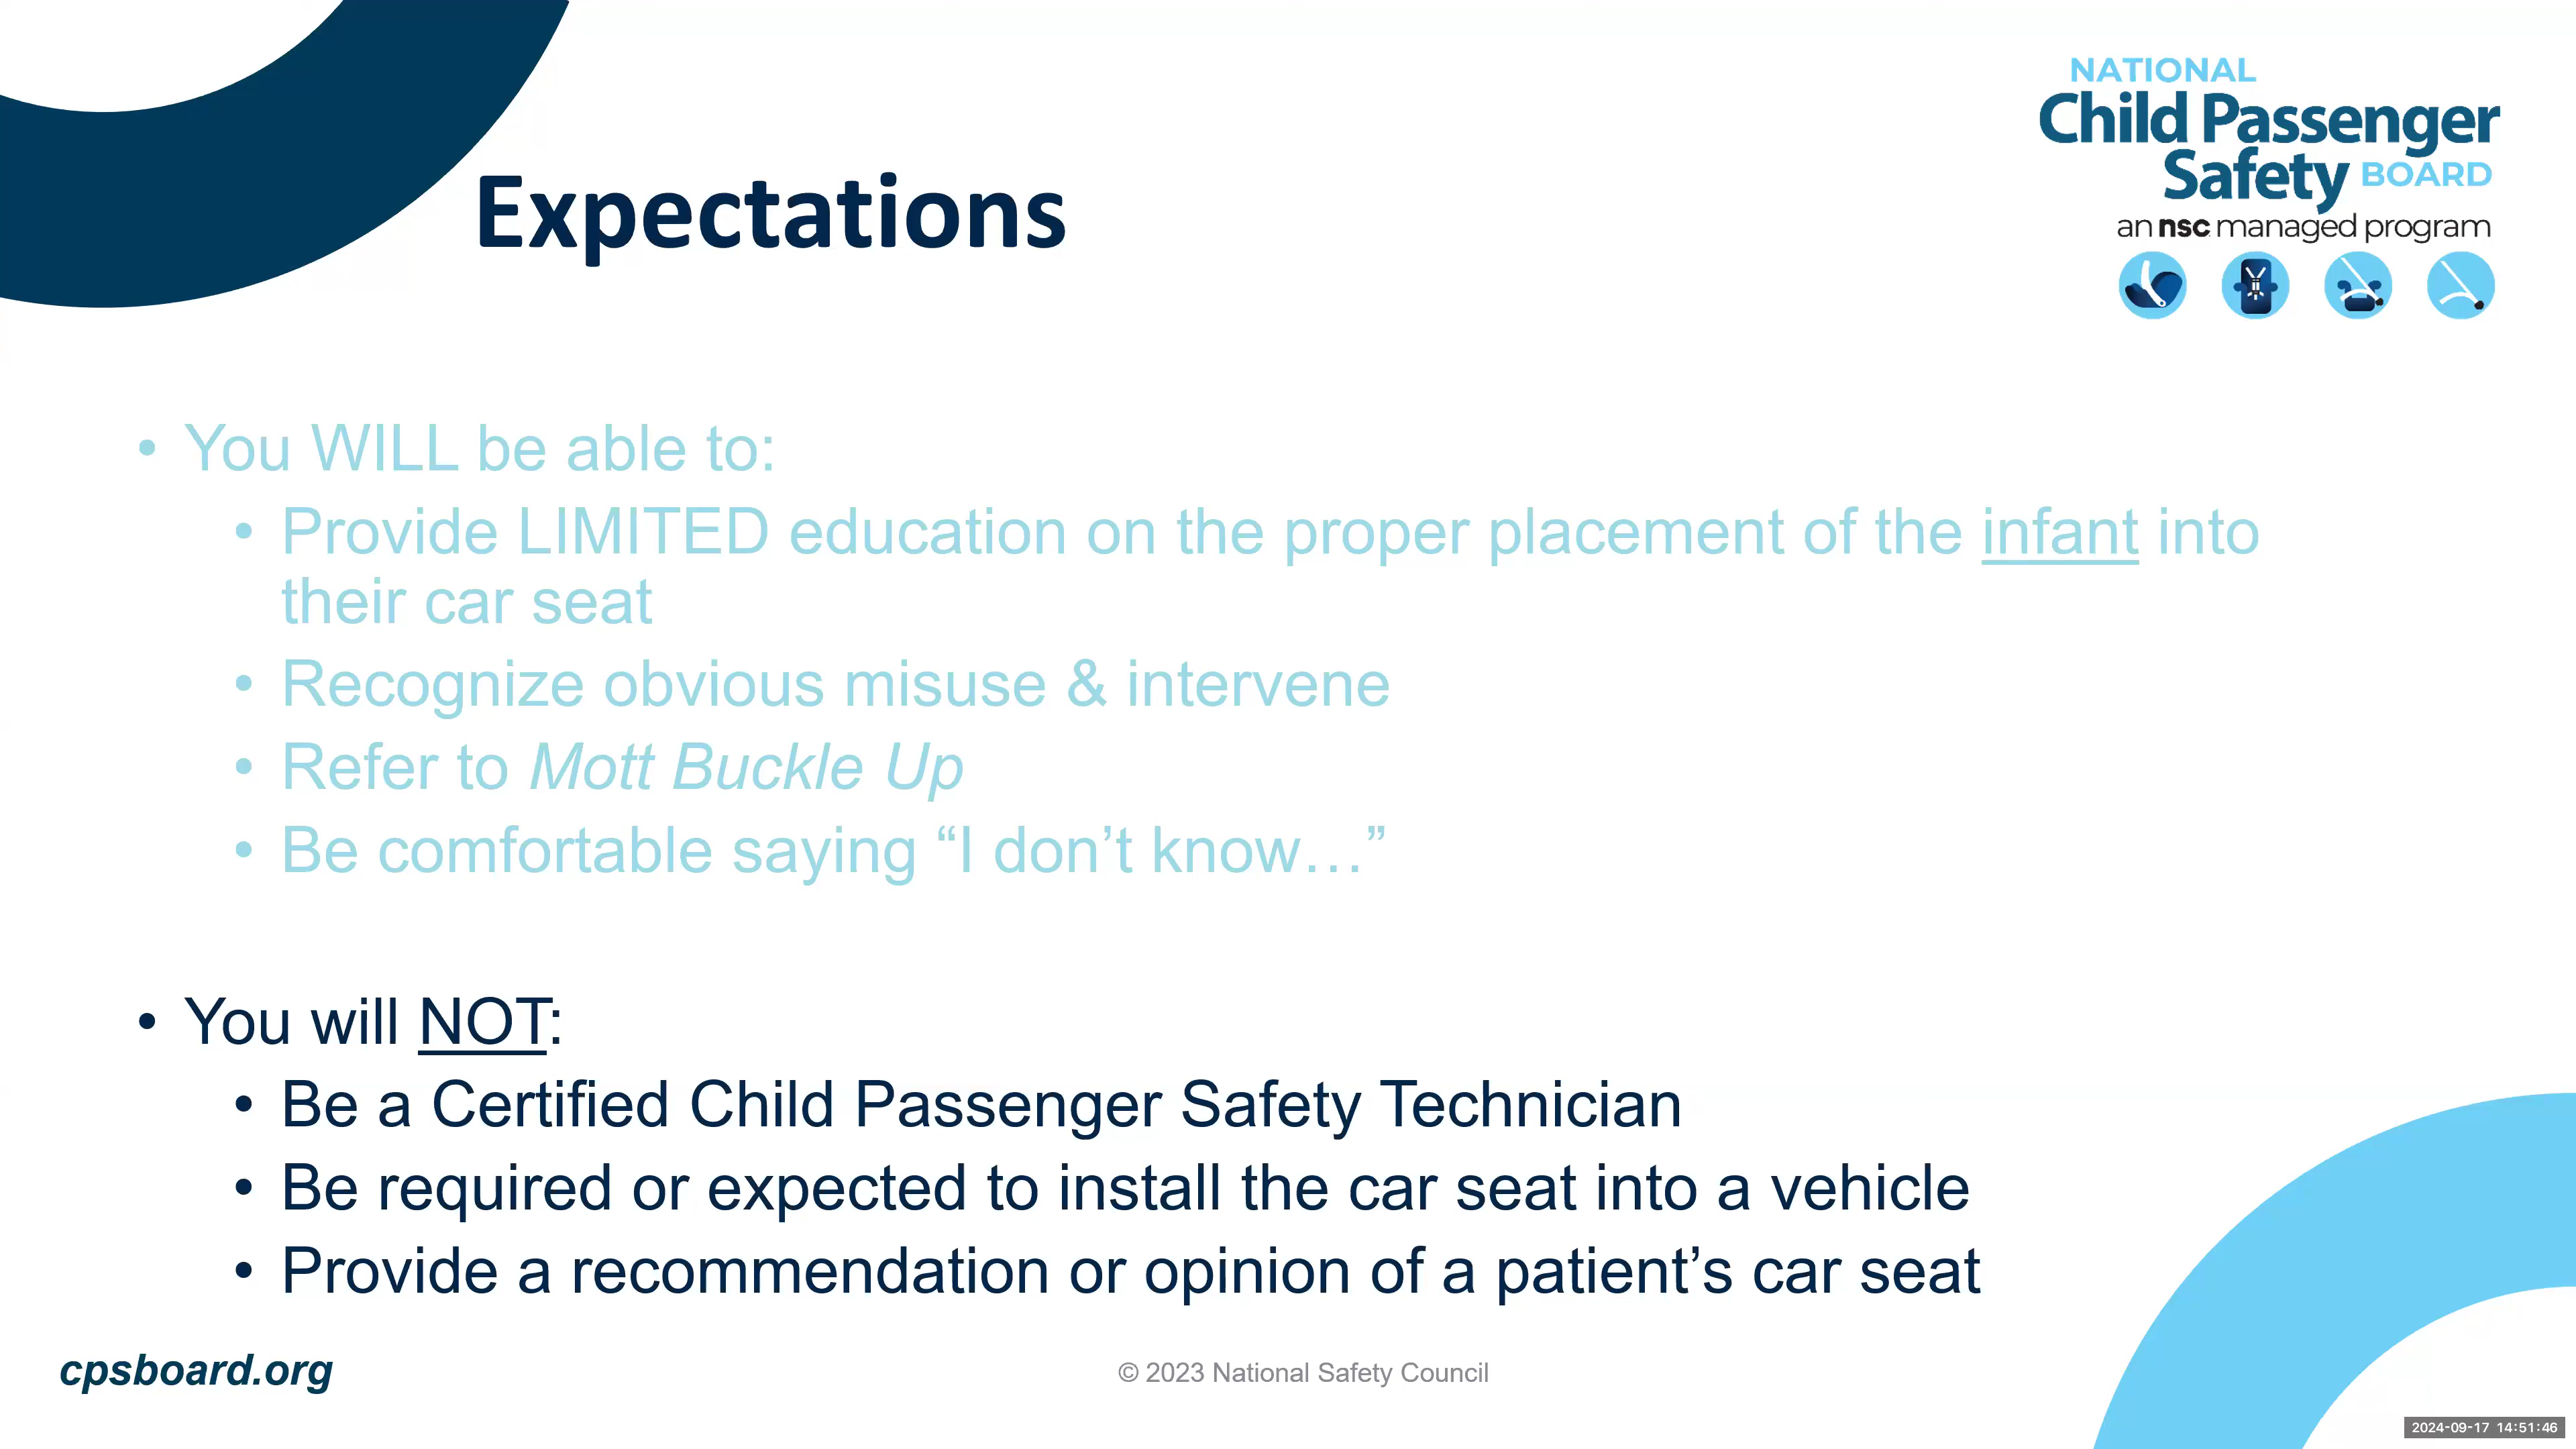 NATIONAL
Child Passenger
Safety BOARD
an nsc managed program
Expectations
• You WILL be able to:
• Provide LIMITED education on the proper placement of the infant into
their car seat
• Recognize obvious misuse & intervene
• Refer to Mott Buckle Up
• Be comfortable saying “I don’t know…”
• You will NOT:
• Be a Certified Child Passenger Safety Technician
• Be required or expected to install the car seat into a vehicle
• Provide a recommendation or opinion of a patient’s car seat
cpsboard.org
© 2023 National Safety Council
2024-09-17 14:51:46